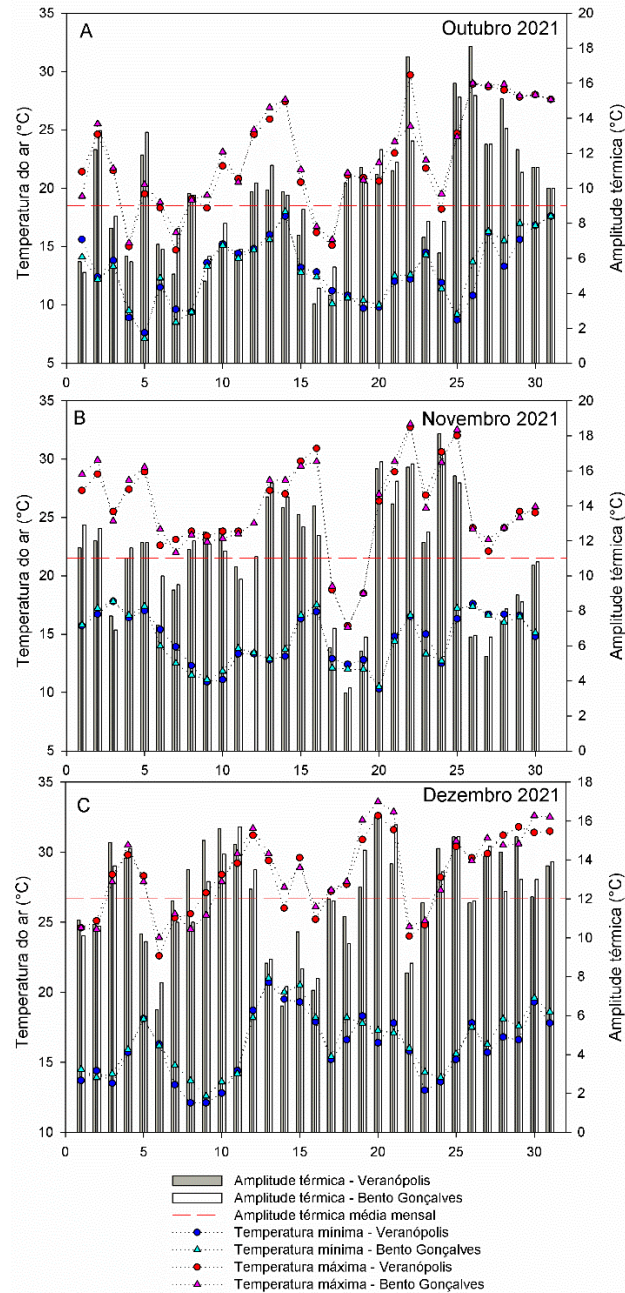 A
Outubro 2021
35
30
25
20
15
10
5
Temperatura do ar (°C)
20
18
16
14
12
10
8
6
4
2
0
Amplitude térmica (°C)
0 5 10 15 20 25 30
B
Novembro 2021
35
30
25
20
15
10
5
Temperatura do ar (°C)
20
18
16
14
12
10
8
6
4
2
0
Amplitude térmica (°C)
0 5 10 15 20 25 30
C
Dezembro 2021
35
30
25
20
15
10
Temperatura do ar (°C)
18
16
14
12
10
8
6
4
2
0
Amplitude térmica (°C)
0 5 10 15 20 25 30
Amplitude térmica - Veranópolis
Amplitude térmica - Bento Gonçalves
Amplitude térmica média mensal
Temperatura mínima - Veranópolis
Temperatura mínima - Bento Gonçalves
Temperatura máxima - Veranópolis
Temperatura máxima - Bento Gonçalves